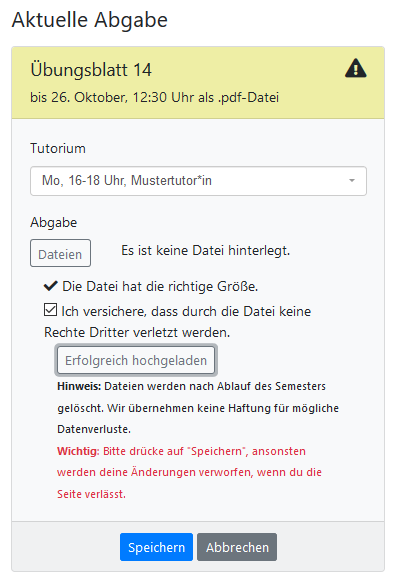 Aktuelle Abgabe
Übungsblatt 14
bis 26. Oktober, 12:30 Uhr als .pdf-Datei
Tutorium
Mo, 16-18 Uhr, Mustertutor*in
Abgabe
Dateien
Es ist keine Datei hinterlegt.
Die Datei hat die richtige Größe.
Ich versichere, dass durch die Datei keine
Rechte Dritter verletzt werden.
Erfolgreich hochgeladen
Hinweis: Dateien werden nach Ablauf des Semesters
gelöscht. Wir übernehmen keine Haftung für mögliche
Datenverluste.
Wichtig: Bitte drücke auf "Speichern", ansonsten
werden deine Änderungen verworfen, wenn du die
Seite verlässt.
Speichern
Abbrechen